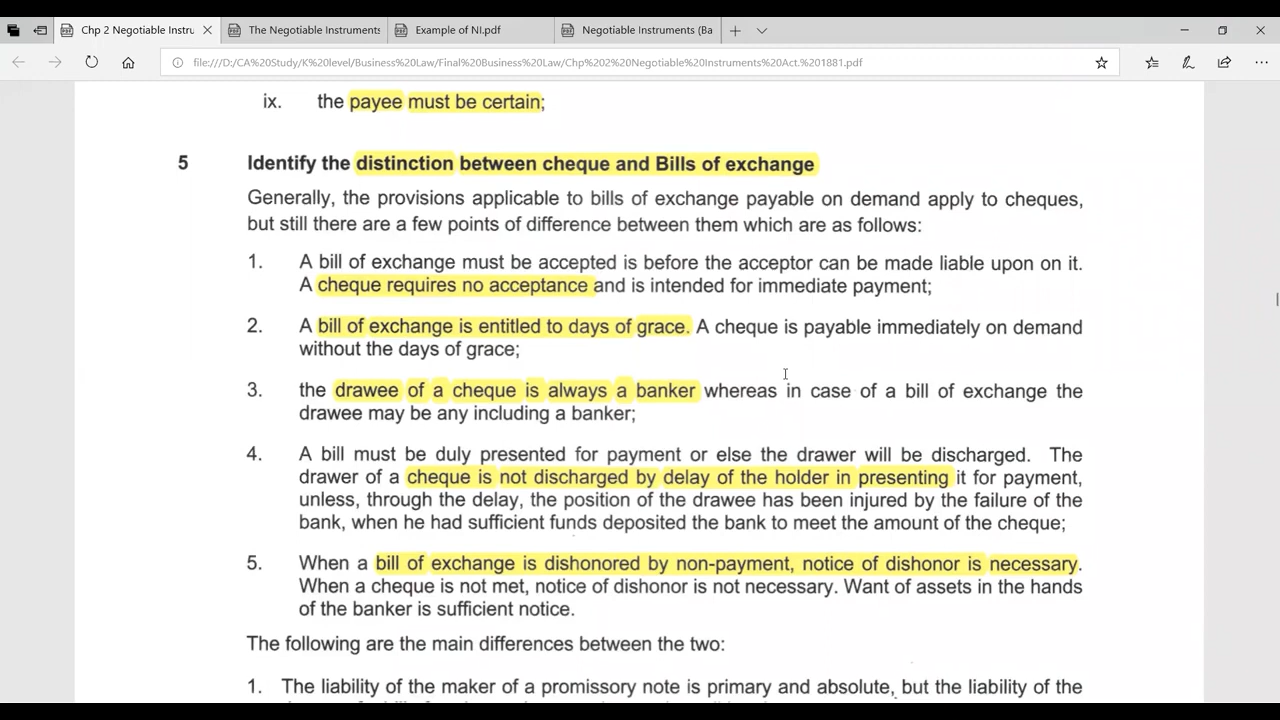 Chp 2 Negotiable Instru
The Negotiable Instruments
Example of NI.pdf
Negotiable Instruments (Ba
file:///D:/CA%20Study/K%20level/Business%20Law/Final%20Business%20Law/Chp%202%20Negotiable%20Instruments%20Act,%201881.pdf
ix. the payee must be certain;
5 Identify the distinction between cheque and Bills of exchange
Generally, the provisions applicable to bills of exchange payable on demand apply to cheques,
but still there are a few points of difference between them which are as follows:
1. A bill of exchange must be accepted is before the acceptor can be made liable upon on it.
A cheque requires no acceptance and is intended for immediate payment;
2. A bill of exchange is entitled to days of grace. A cheque is payable immediately on demand
without the days of grace;
3. the drawee of a cheque is always a banker whereas in case of a bill of exchange the
drawee may be any including a banker;
4. A bill must be duly presented for payment or else the drawer will be discharged. The
drawer of a cheque is not discharged by delay of the holder in presenting it for payment,
unless, through the delay, the position of the drawee has been injured by the failure of the
bank, when he had sufficient funds deposited the bank to meet the amount of the cheque;
5. When a bill of exchange is dishonored by non-payment, notice of dishonor is necessary.
When a cheque is not met, notice of dishonor is not necessary. Want of assets in the hands
of the banker is sufficient notice.
The following are the main differences between the two:
1. The liability of the maker of a promissory note is primary and absolute, but the liability of the